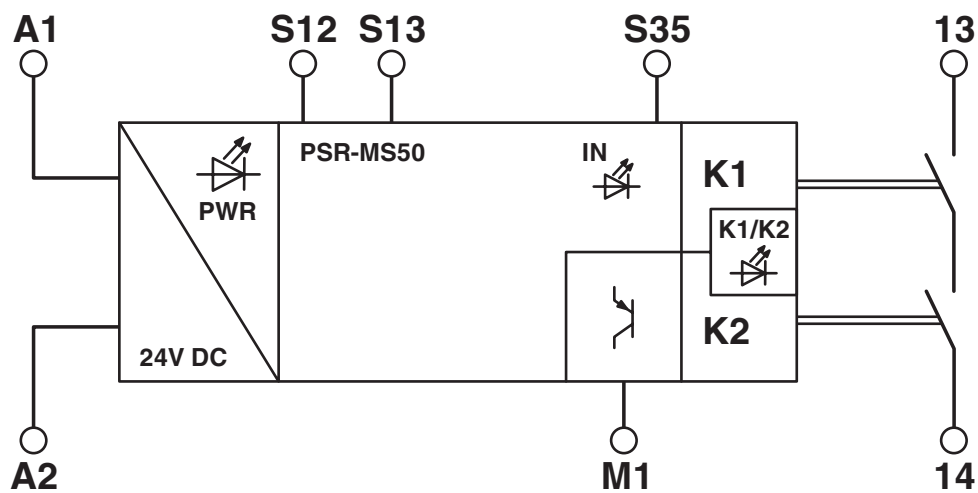 A1 S12 S13 S35 13
PSR-MS50 IN
K1
PWR
K1/K2
K2
24V DC
A2 M1 14